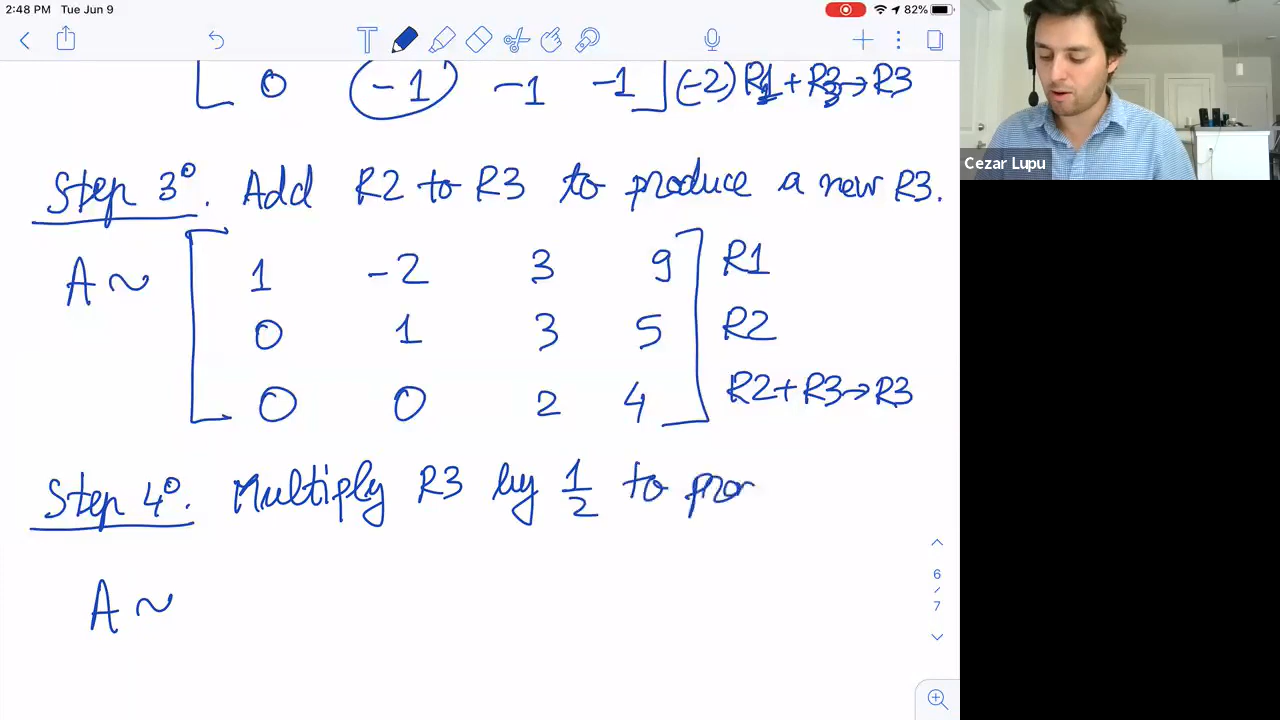 2:48 PM Tue Jun 9
82%
T
0 -1 -1 -1 (-2) R1 + R3 → R3
Cezar Lupu
Step 3°. Add R2 to R3 to produce a new R3.
A ~ 1 -2 3 9 R1
0 1 3 5 R2
0 0 2 4 R2 + R3 → R3
Step 4°. Multiply R3 by 1/2 to pro
A ~
6
/
7